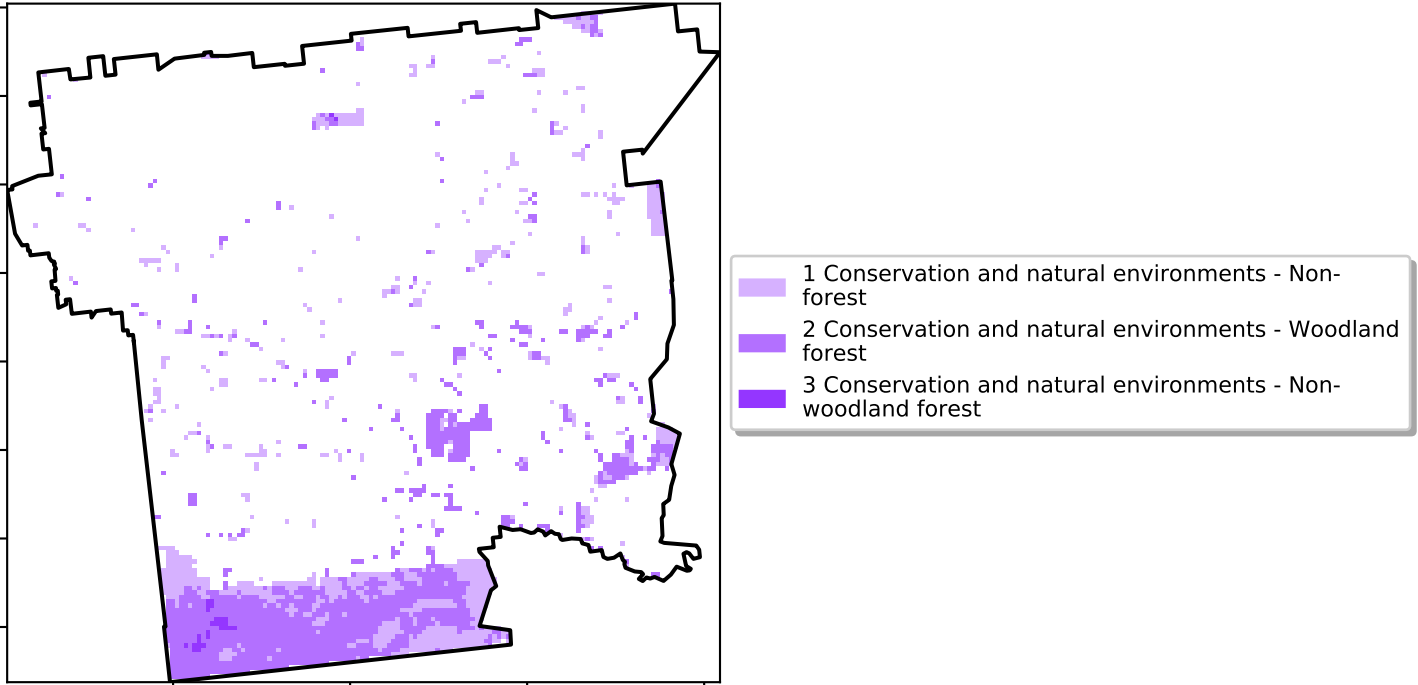 1 Conservation and natural environments - Non-
forest
2 Conservation and natural environments - Woodland
forest
3 Conservation and natural environments - Non-
woodland forest